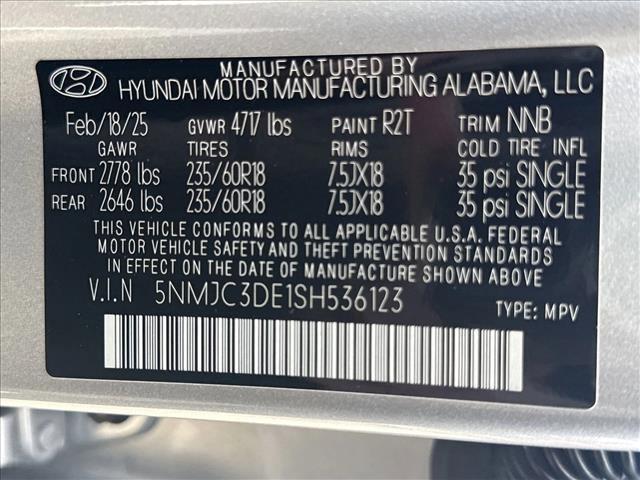 MANUFACTURED BY
HYUNDAI MOTOR MANUFACTURING ALABAMA, LLC
Feb/18/25 GVWR 4717 lbs PAINT R2T TRIM NNB
GAWR TIRES RIMS COLD TIRE INFL
FRONT 2778 lbs 235/60R18 7.5JX18 35 psi SINGLE
REAR 2646 lbs 235/60R18 7.5JX18 35 psi SINGLE
THIS VEHICLE CONFORMS TO ALL APPLICABLE U.S.A. FEDERAL
MOTOR VEHICLE SAFETY AND THEFT PREVENTION STANDARDS
IN EFFECT ON THE DATE OF MANUFACTURE SHOWN ABOVE.
V.I.N 5NMJC3DE1SH536123
TYPE: MPV